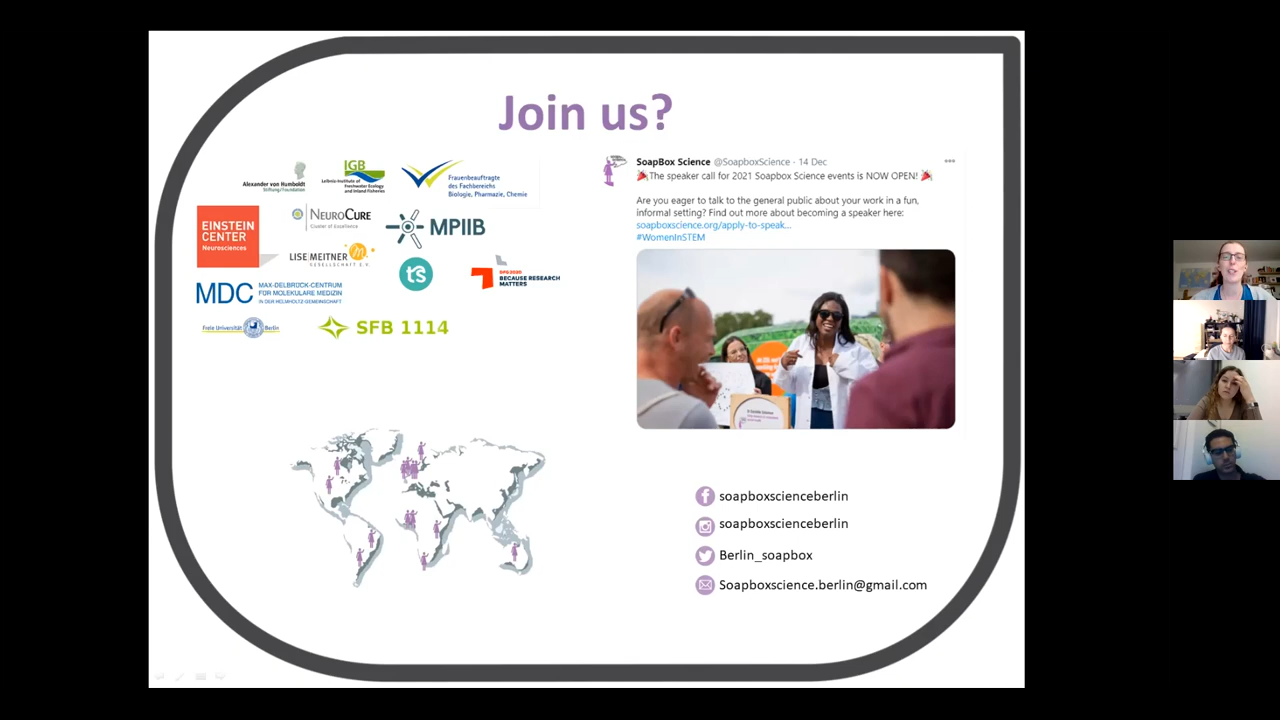 Join us?
Alexander von Humboldt
Stiftung/Foundation
IGB
Leibniz-Institute of
Freshwater Ecology
and Inland Fisheries
Frauenbeauftragte
des Fachbereichs
Biologie, Pharmazie, Chemie
EINSTEIN
CENTER
Neurosciences
NEUROCURE
Cluster of Excellence
MPIIB
LISE MEITNER
GESELLSCHAFT E.V.
ts
BECAUSE RESEARCH
MATTERS
MDC
MAX-DELBRÜCK-CENTRUM
FÜR MOLEKULARE MEDIZIN
IN DER HELMHOLTZ-GEMEINSCHAFT
Freie Universität Berlin
SFB 1114
SoapBox Science @SoapboxScience · 14 Dec
🎉The speaker call for 2021 Soapbox Science events is NOW OPEN! 🎉
Are you eager to talk to the general public about your work in a fun,
informal setting? Find out more about becoming a speaker here:
soapboxscience.org/apply-to-speak...
#WomenInSTEM
soapboxscienceberlin
soapboxscienceberlin
Berlin_soapbox
Soapboxscience.berlin@gmail.com